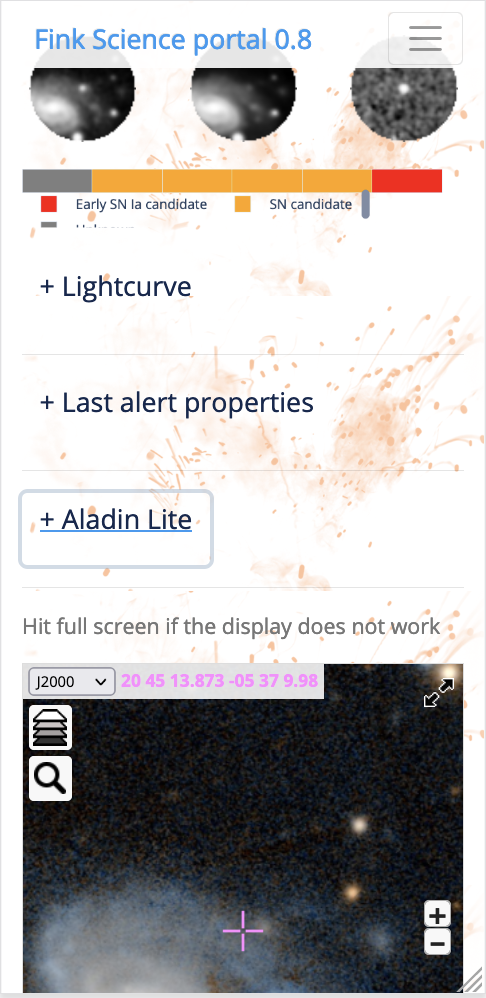 Fink Science portal 0.8
Early SN Ia candidate SN candidate
+ Lightcurve
+ Last alert properties
+ Aladin Lite
Hit full screen if the display does not work
J2000 20 45 13.873 -05 37 9.98
+
−